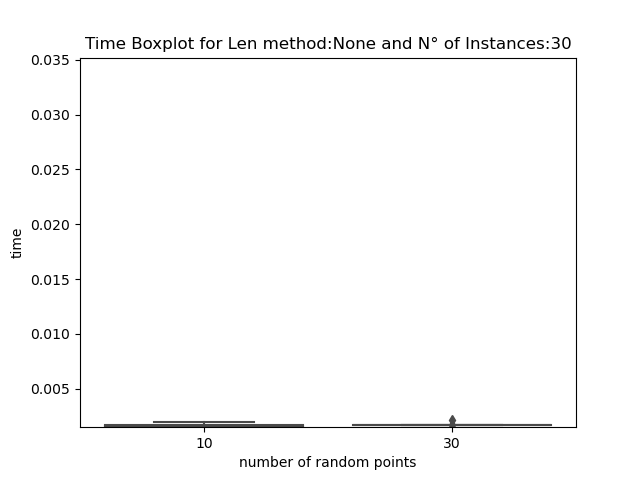 Time Boxplot for Len method:None and N° of Instances:30
0.035
0.030
0.025
0.020
0.015
0.010
0.005
time
10 30
number of random points